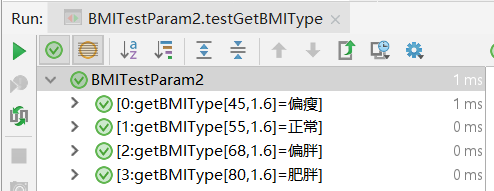 Run: BMITestParam2.testGetBMIType ×
BMITestParam2 1 ms
[0:getBMIType[45,1.6]=偏瘦] 1 ms
[1:getBMIType[55,1.6]=正常] 0 ms
[2:getBMIType[68,1.6]=偏胖] 0 ms
[3:getBMIType[80,1.6]=肥胖] 0 ms